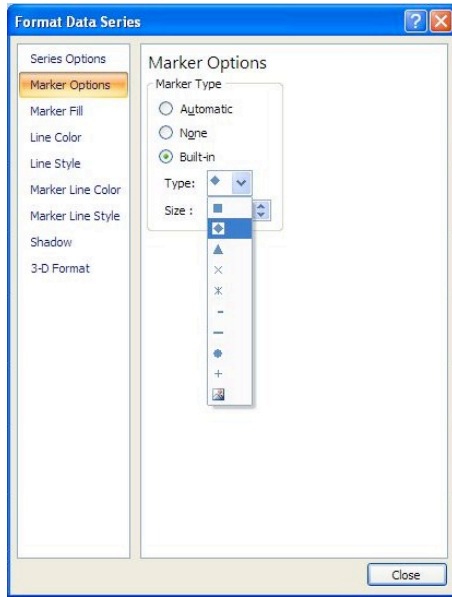 Format Data Series
Series Options
Marker Options
Marker Fill
Line Color
Line Style
Marker Line Color
Marker Line Style
Shadow
3-D Format
Marker Options
Marker Type
Automatic
None
Built-in
Type:
Size :
Close